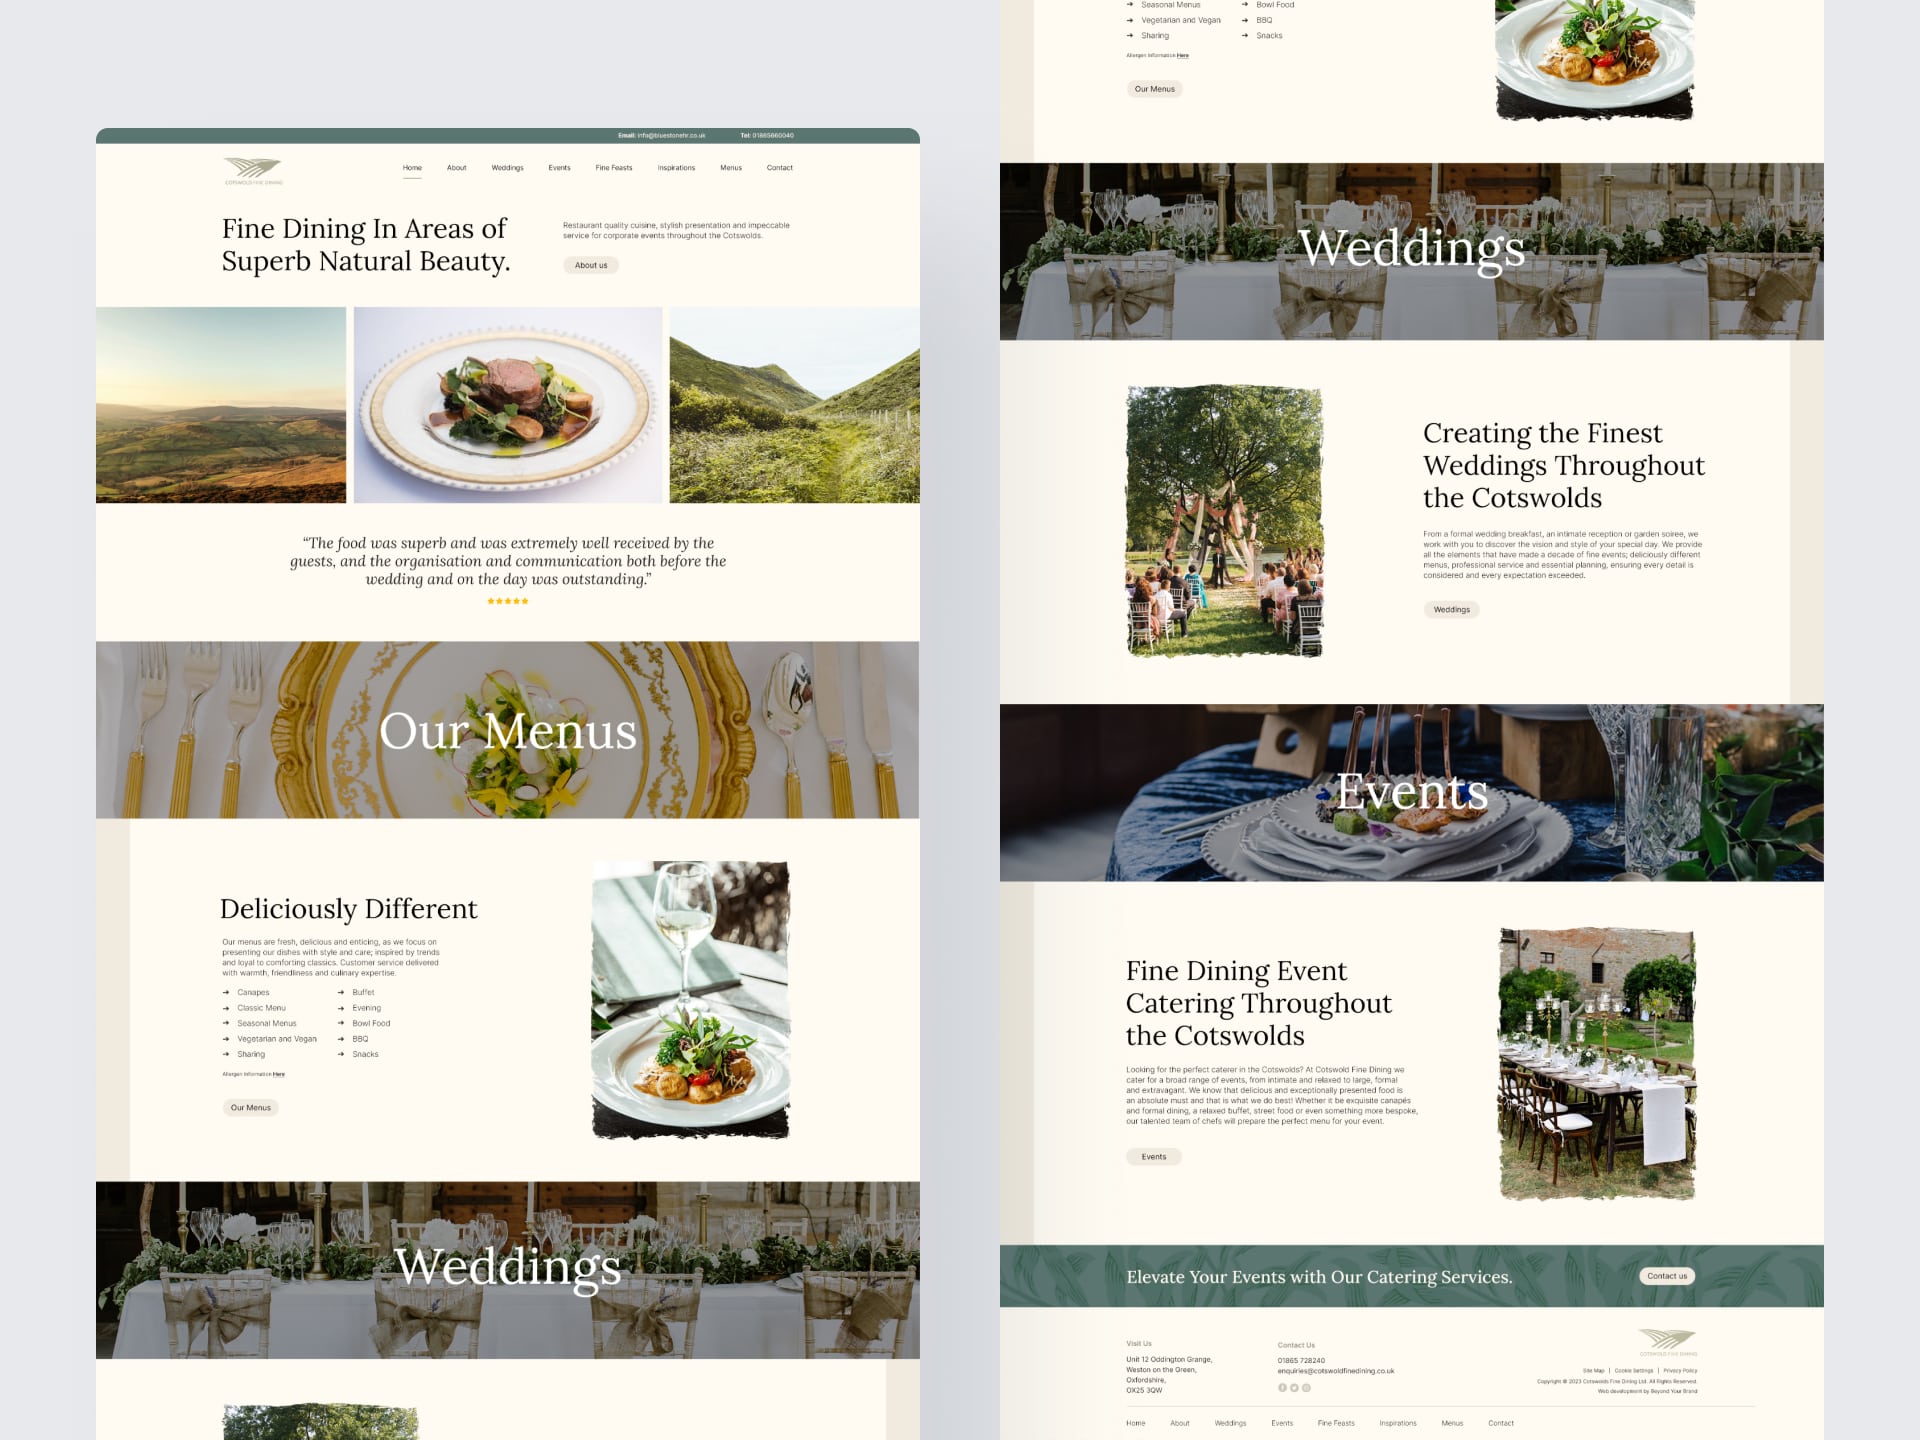 Email: info@bluestonehr.co.uk Tel: 01865660040
COTSWOLD FINE DINING
Home About Weddings Events Fine Feasts Inspirations Menus Contact
Fine Dining In Areas of
Superb Natural Beauty.
Restaurant quality cuisine, stylish presentation and impeccable
service for corporate events throughout the Cotswolds.
About us
“The food was superb and was extremely well received by the
guests, and the organisation and communication both before the
wedding and on the day was outstanding.”
Our Menus
Deliciously Different
Our menus are fresh, delicious and enticing, as we focus on
presenting our dishes with style and care; inspired by trends
and loyal to comforting classics. Customer service delivered
with warmth, friendliness and culinary expertise.
→ Canapes → Buffet
→ Classic Menu → Evening
→ Seasonal Menus → Bowl Food
→ Vegetarian and Vegan → BBQ
→ Sharing → Snacks
Allergen Information Here
Our Menus
Weddings
→ Seasonal Menus → Bowl Food
→ Vegetarian and Vegan → BBQ
→ Sharing → Snacks
Allergen Information Here
Our Menus
Weddings
Creating the Finest
Weddings Throughout
the Cotswolds
From a formal wedding breakfast, an intimate reception or garden soiree, we
work with you to discover the vision and style of your special day. We provide
all the elements that have made a decade of fine events; deliciously different
menus, professional service and essential planning, ensuring every detail is
considered and every expectation exceeded.
Weddings
Events
Fine Dining Event
Catering Throughout
the Cotswolds
Looking for the perfect caterer in the Cotswolds? At Cotswold Fine Dining we
cater for a broad range of events, from intimate and relaxed to large, formal
and extravagant. We know that delicious and exceptionally presented food is
an absolute must and that is what we do best! Whether it be exquisite canapés
and formal dining, a relaxed buffet, street food or even something more bespoke,
our talented team of chefs will prepare the perfect menu for your event.
Events
Elevate Your Events with Our Catering Services.
Contact us
Visit Us
Unit 12 Oddington Grange,
Weston on the Green,
Oxfordshire,
OX25 3QW
Contact Us
01865 728240
enquiries@cotswoldfinedining.co.uk
COTSWOLD FINE DINING
Site Map | Cookie Settings | Privacy Policy
Copyright © 2023 Cotswolds Fine Dining Ltd. All Rights Reserved.
Web development by Beyond Your Brand
Home About Weddings Events Fine Feasts Inspirations Menus Contact